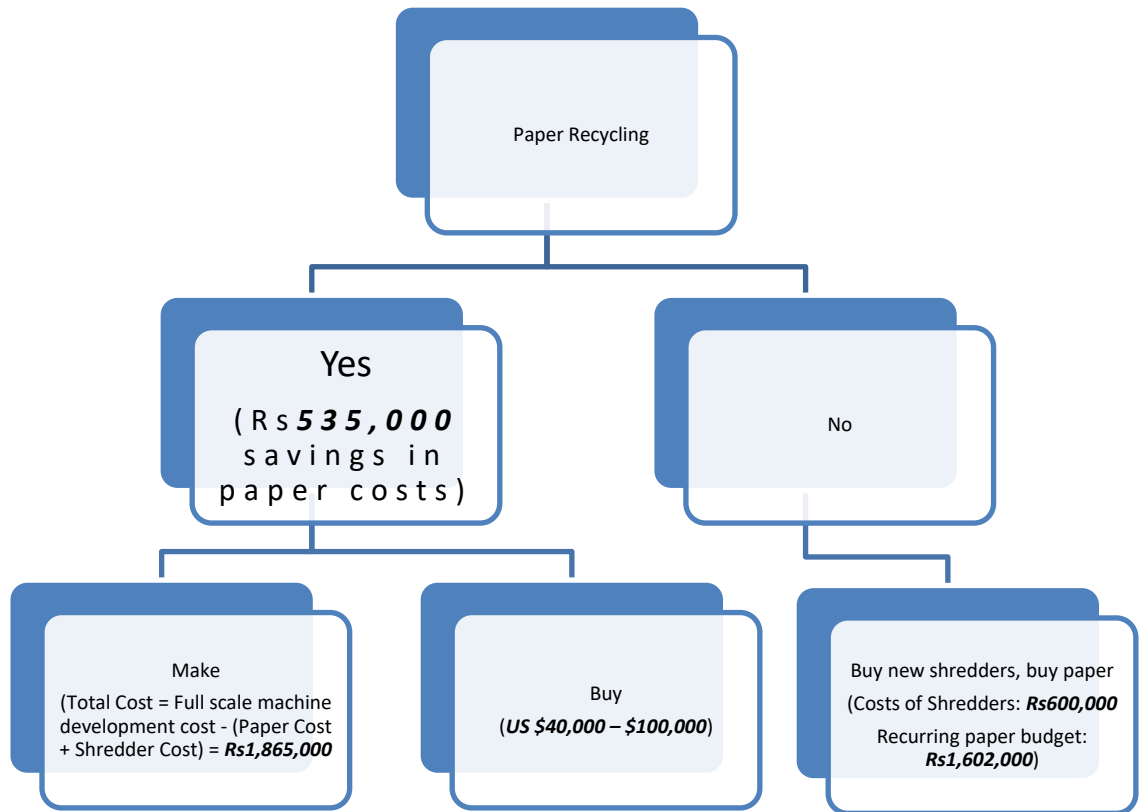 Paper Recycling
Yes
(Rs535,000
savings in
paper costs)
No
Make
(Total Cost = Full scale machine
development cost - (Paper Cost
+ Shredder Cost) = Rs1,865,000
Buy
(US $40,000 – $100,000)
Buy new shredders, buy paper
(Costs of Shredders: Rs600,000
Recurring paper budget:
Rs1,602,000)